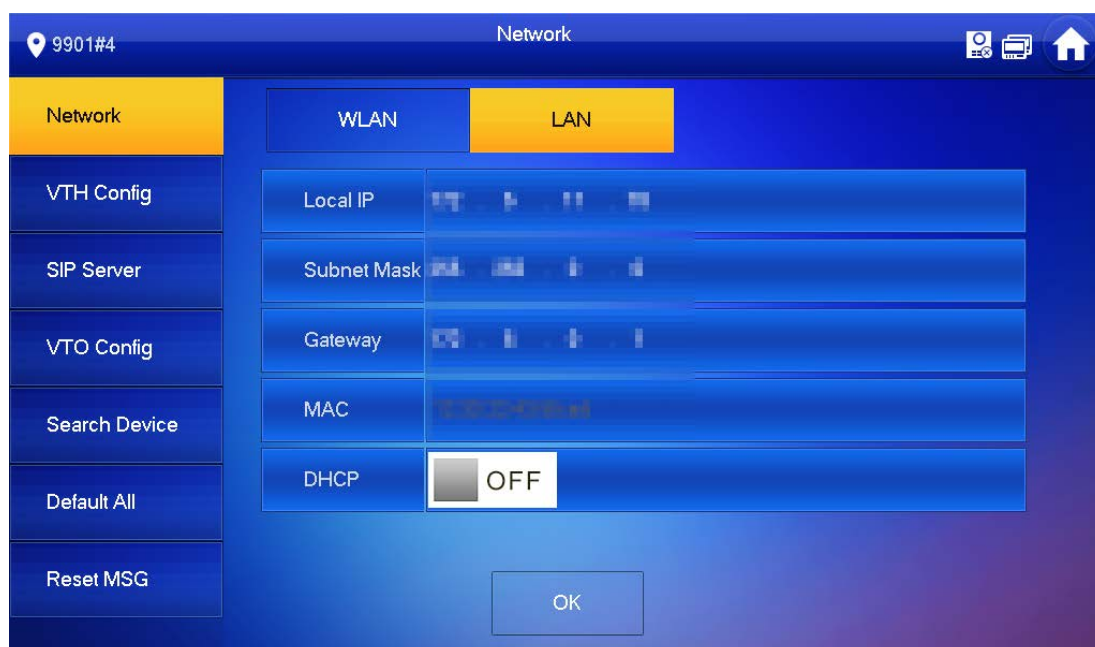 9901#4
Network
Network
VTH Config
SIP Server
VTO Config
Search Device
Default All
Reset MSG
WLAN
LAN
Local IP
Subnet Mask
Gateway
MAC
DHCP
OFF
OK